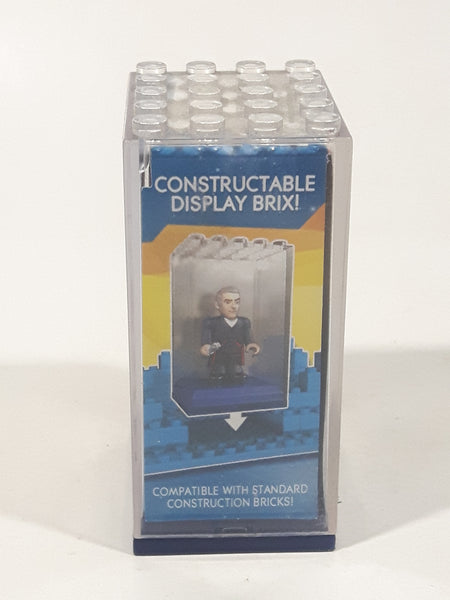 CONSTRUCTABLE
DISPLAY BRIX!
COMPATIBLE WITH STANDARD
CONSTRUCTION BRICKS!